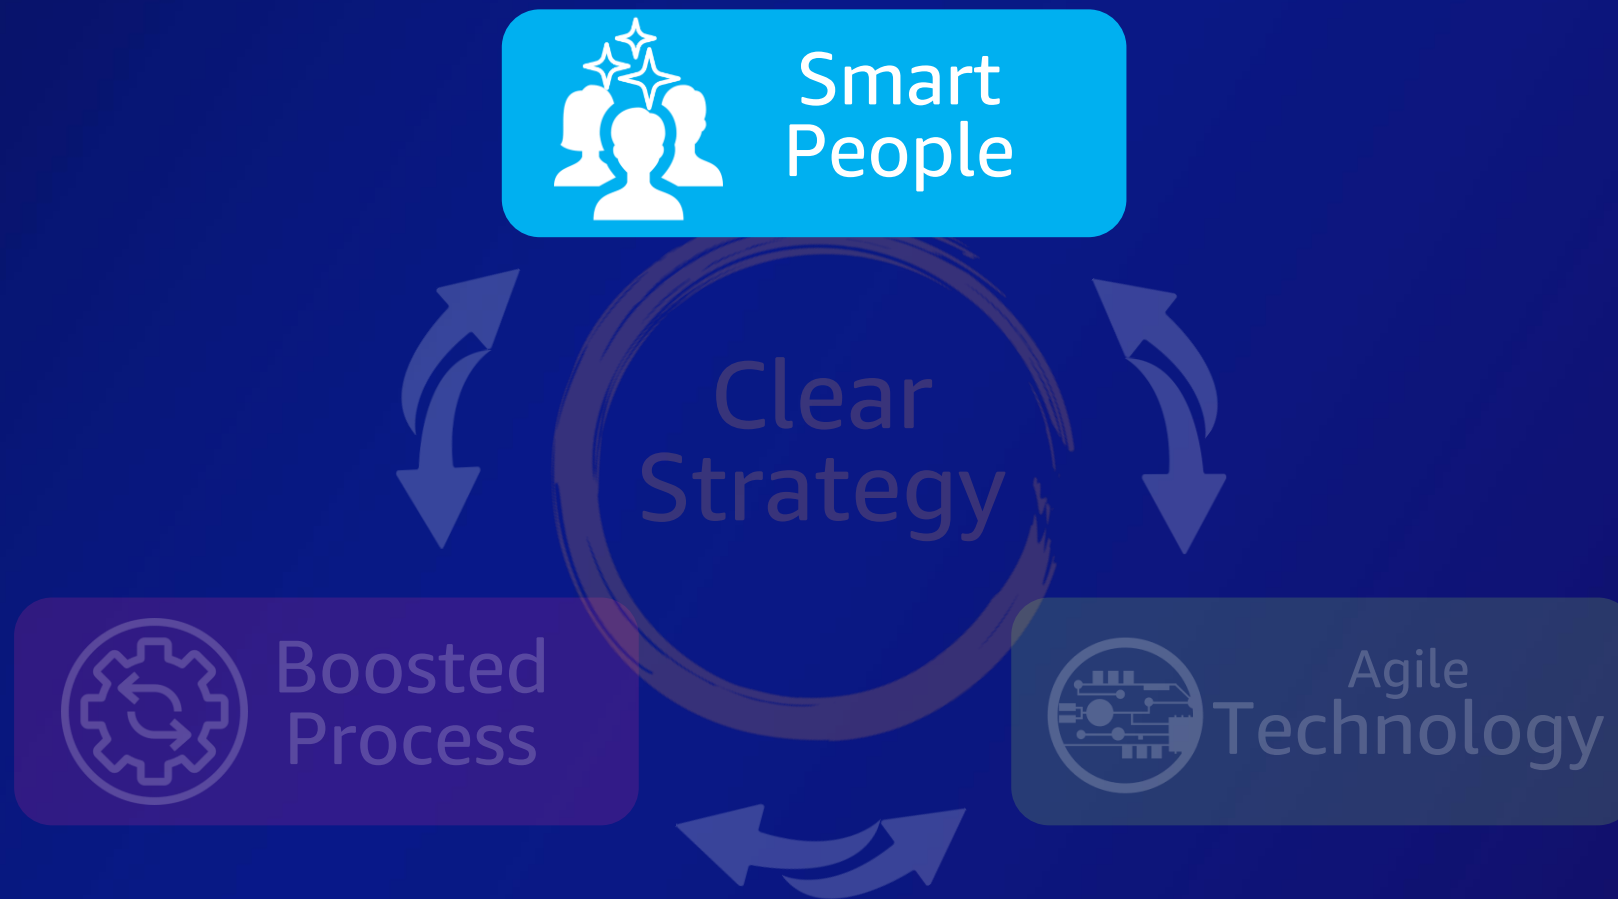 Smart
People
Clear
Strategy
Boosted
Process
Agile
Technology